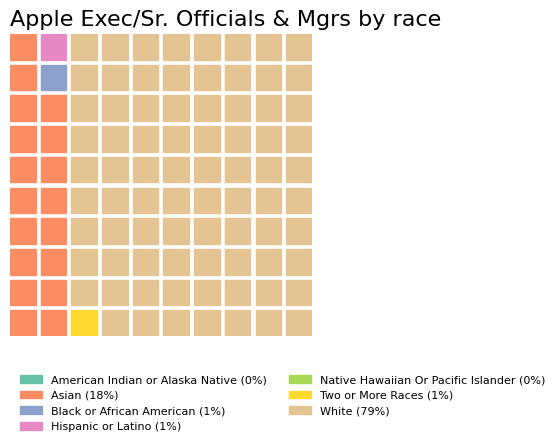 Apple Exec/Sr. Officials & Mgrs by race
American Indian or Alaska Native (0%)
Asian (18%)
Black or African American (1%)
Hispanic or Latino (1%)
Native Hawaiian Or Pacific Islander (0%)
Two or More Races (1%)
White (79%)